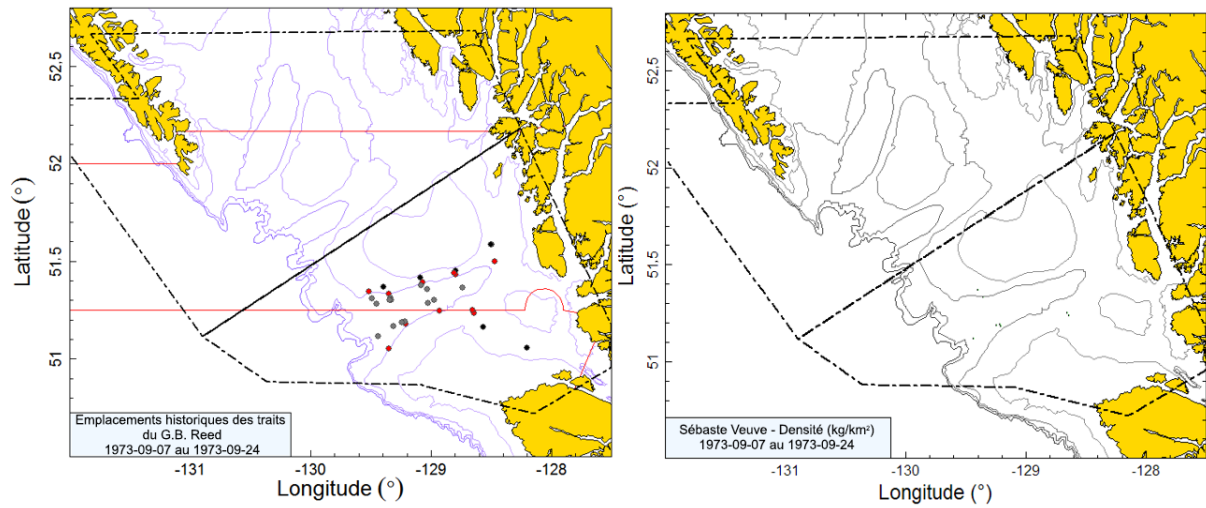 52,5
52
51,5
51
Latitude (°)
Emplacements historiques des traits
du G.B. Reed
1973-09-07 au 1973-09-24
-131
-130
-129
-128
Longitude (°)
52,5
52
51,5
51
Latitude (°)
Sébaste Veuve - Densité (kg/km²)
1973-09-07 au 1973-09-24
-131
-130
-129
-128
Longitude (°)